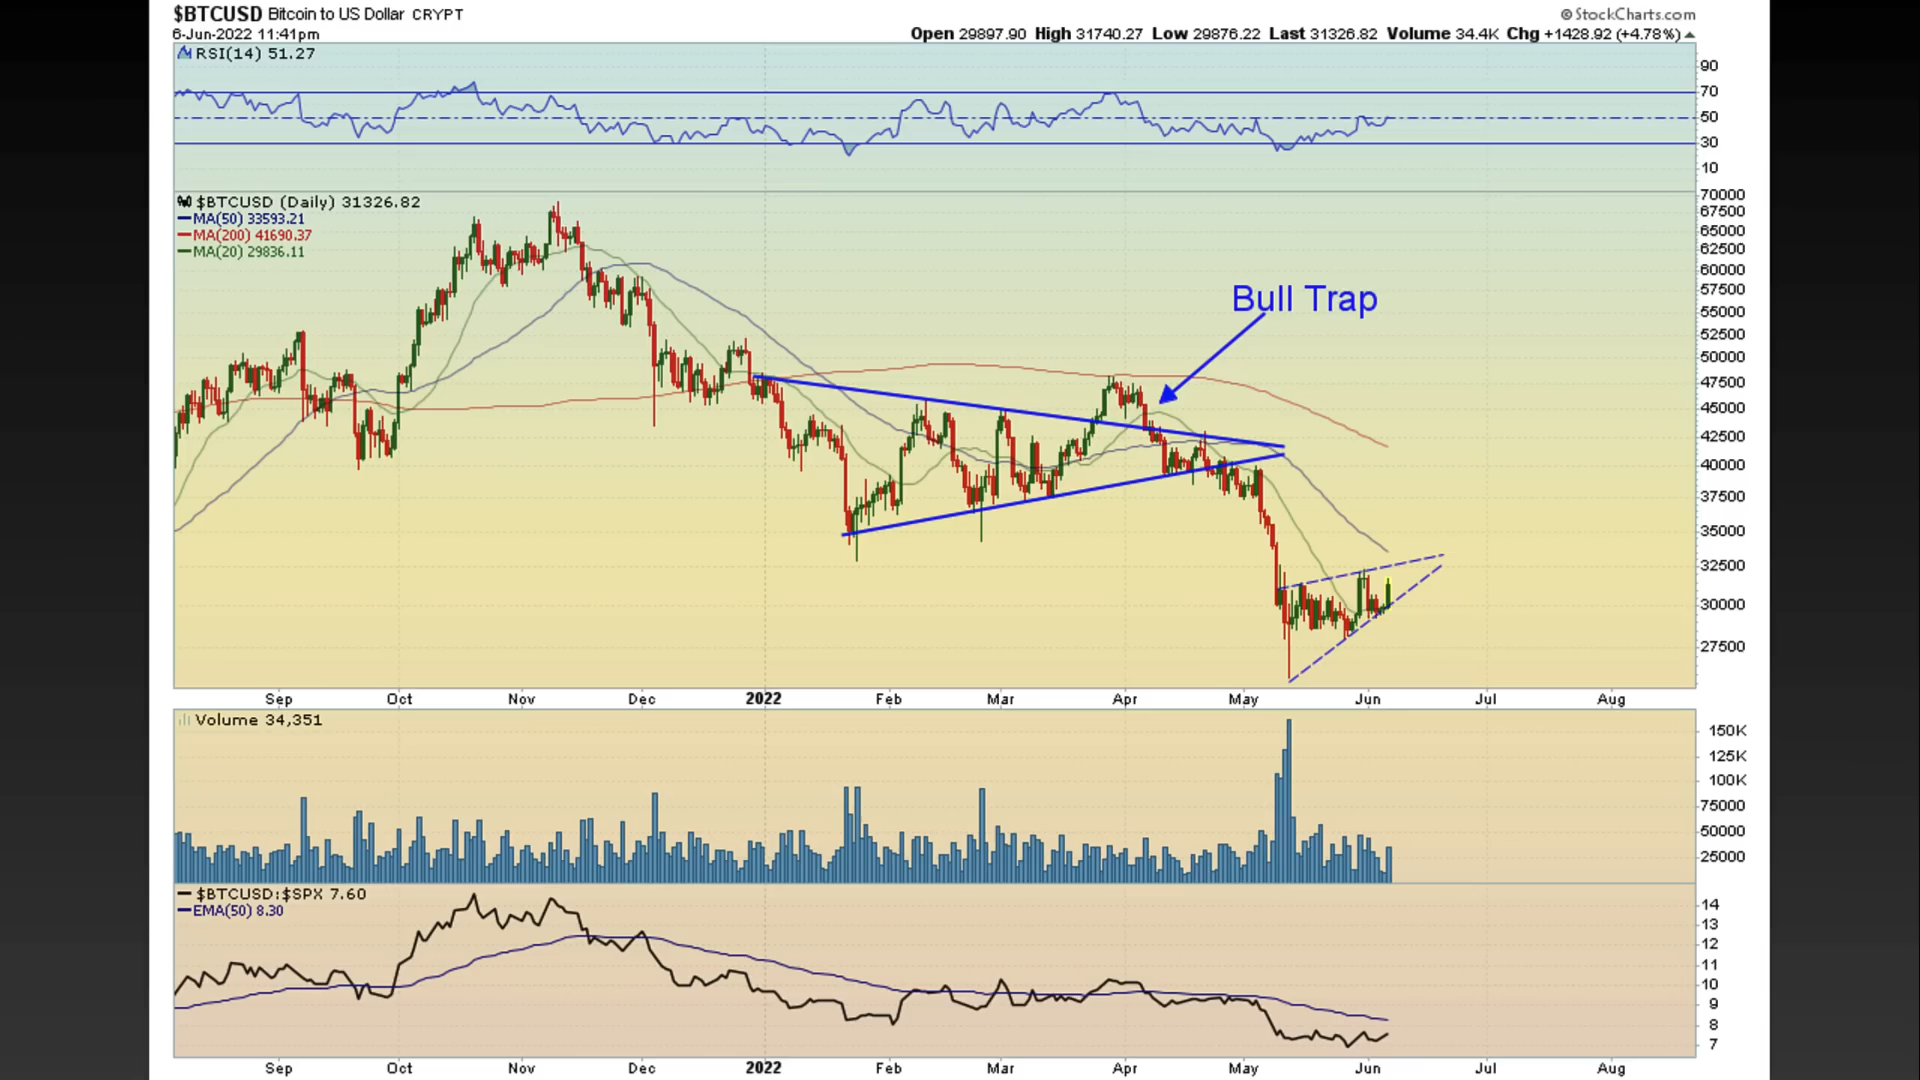 $BTCUSD Bitcoin to US Dollar CRYPT
© StockCharts.com
6-Jun-2022 11:41pm
Open 29897.90 High 31740.27 Low 29876.22 Last 31326.82 Volume 34.4K Chg +1428.92 (+4.78%)
RSI(14) 51.27
90
70
50
30
10
$BTCUSD (Daily) 31326.82
MA(50) 33593.21
MA(200) 41690.37
MA(20) 29836.11
Bull Trap
70000
67500
65000
62500
60000
57500
55000
52500
50000
47500
45000
42500
40000
37500
35000
32500
30000
27500
Sep Oct Nov Dec 2022 Feb Mar Apr May Jun Jul Aug
Volume 34,351
150K
125K
100K
75000
50000
25000
$BTCUSD:$SPX 7.60
EMA(50) 8.30
14
13
12
11
10
9
8
7
Sep Oct Nov Dec 2022 Feb Mar Apr May Jun Jul Aug